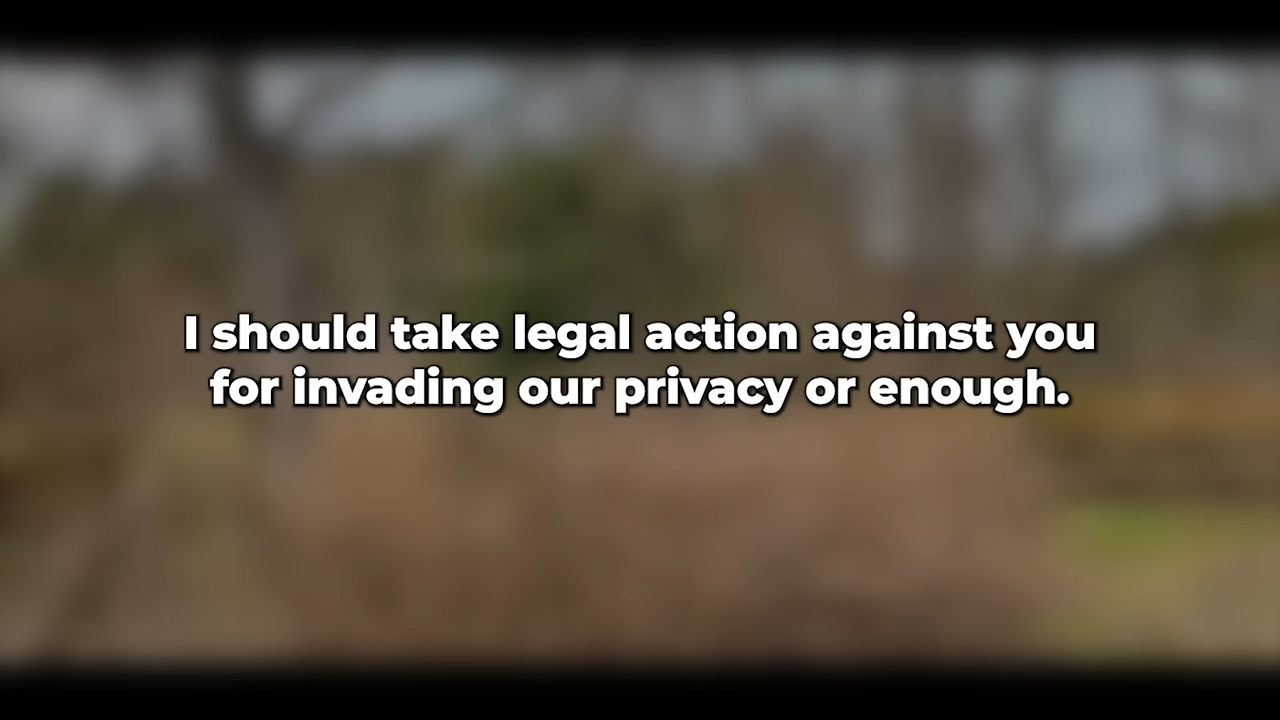 I should take legal action against you
for invading our privacy or enough.